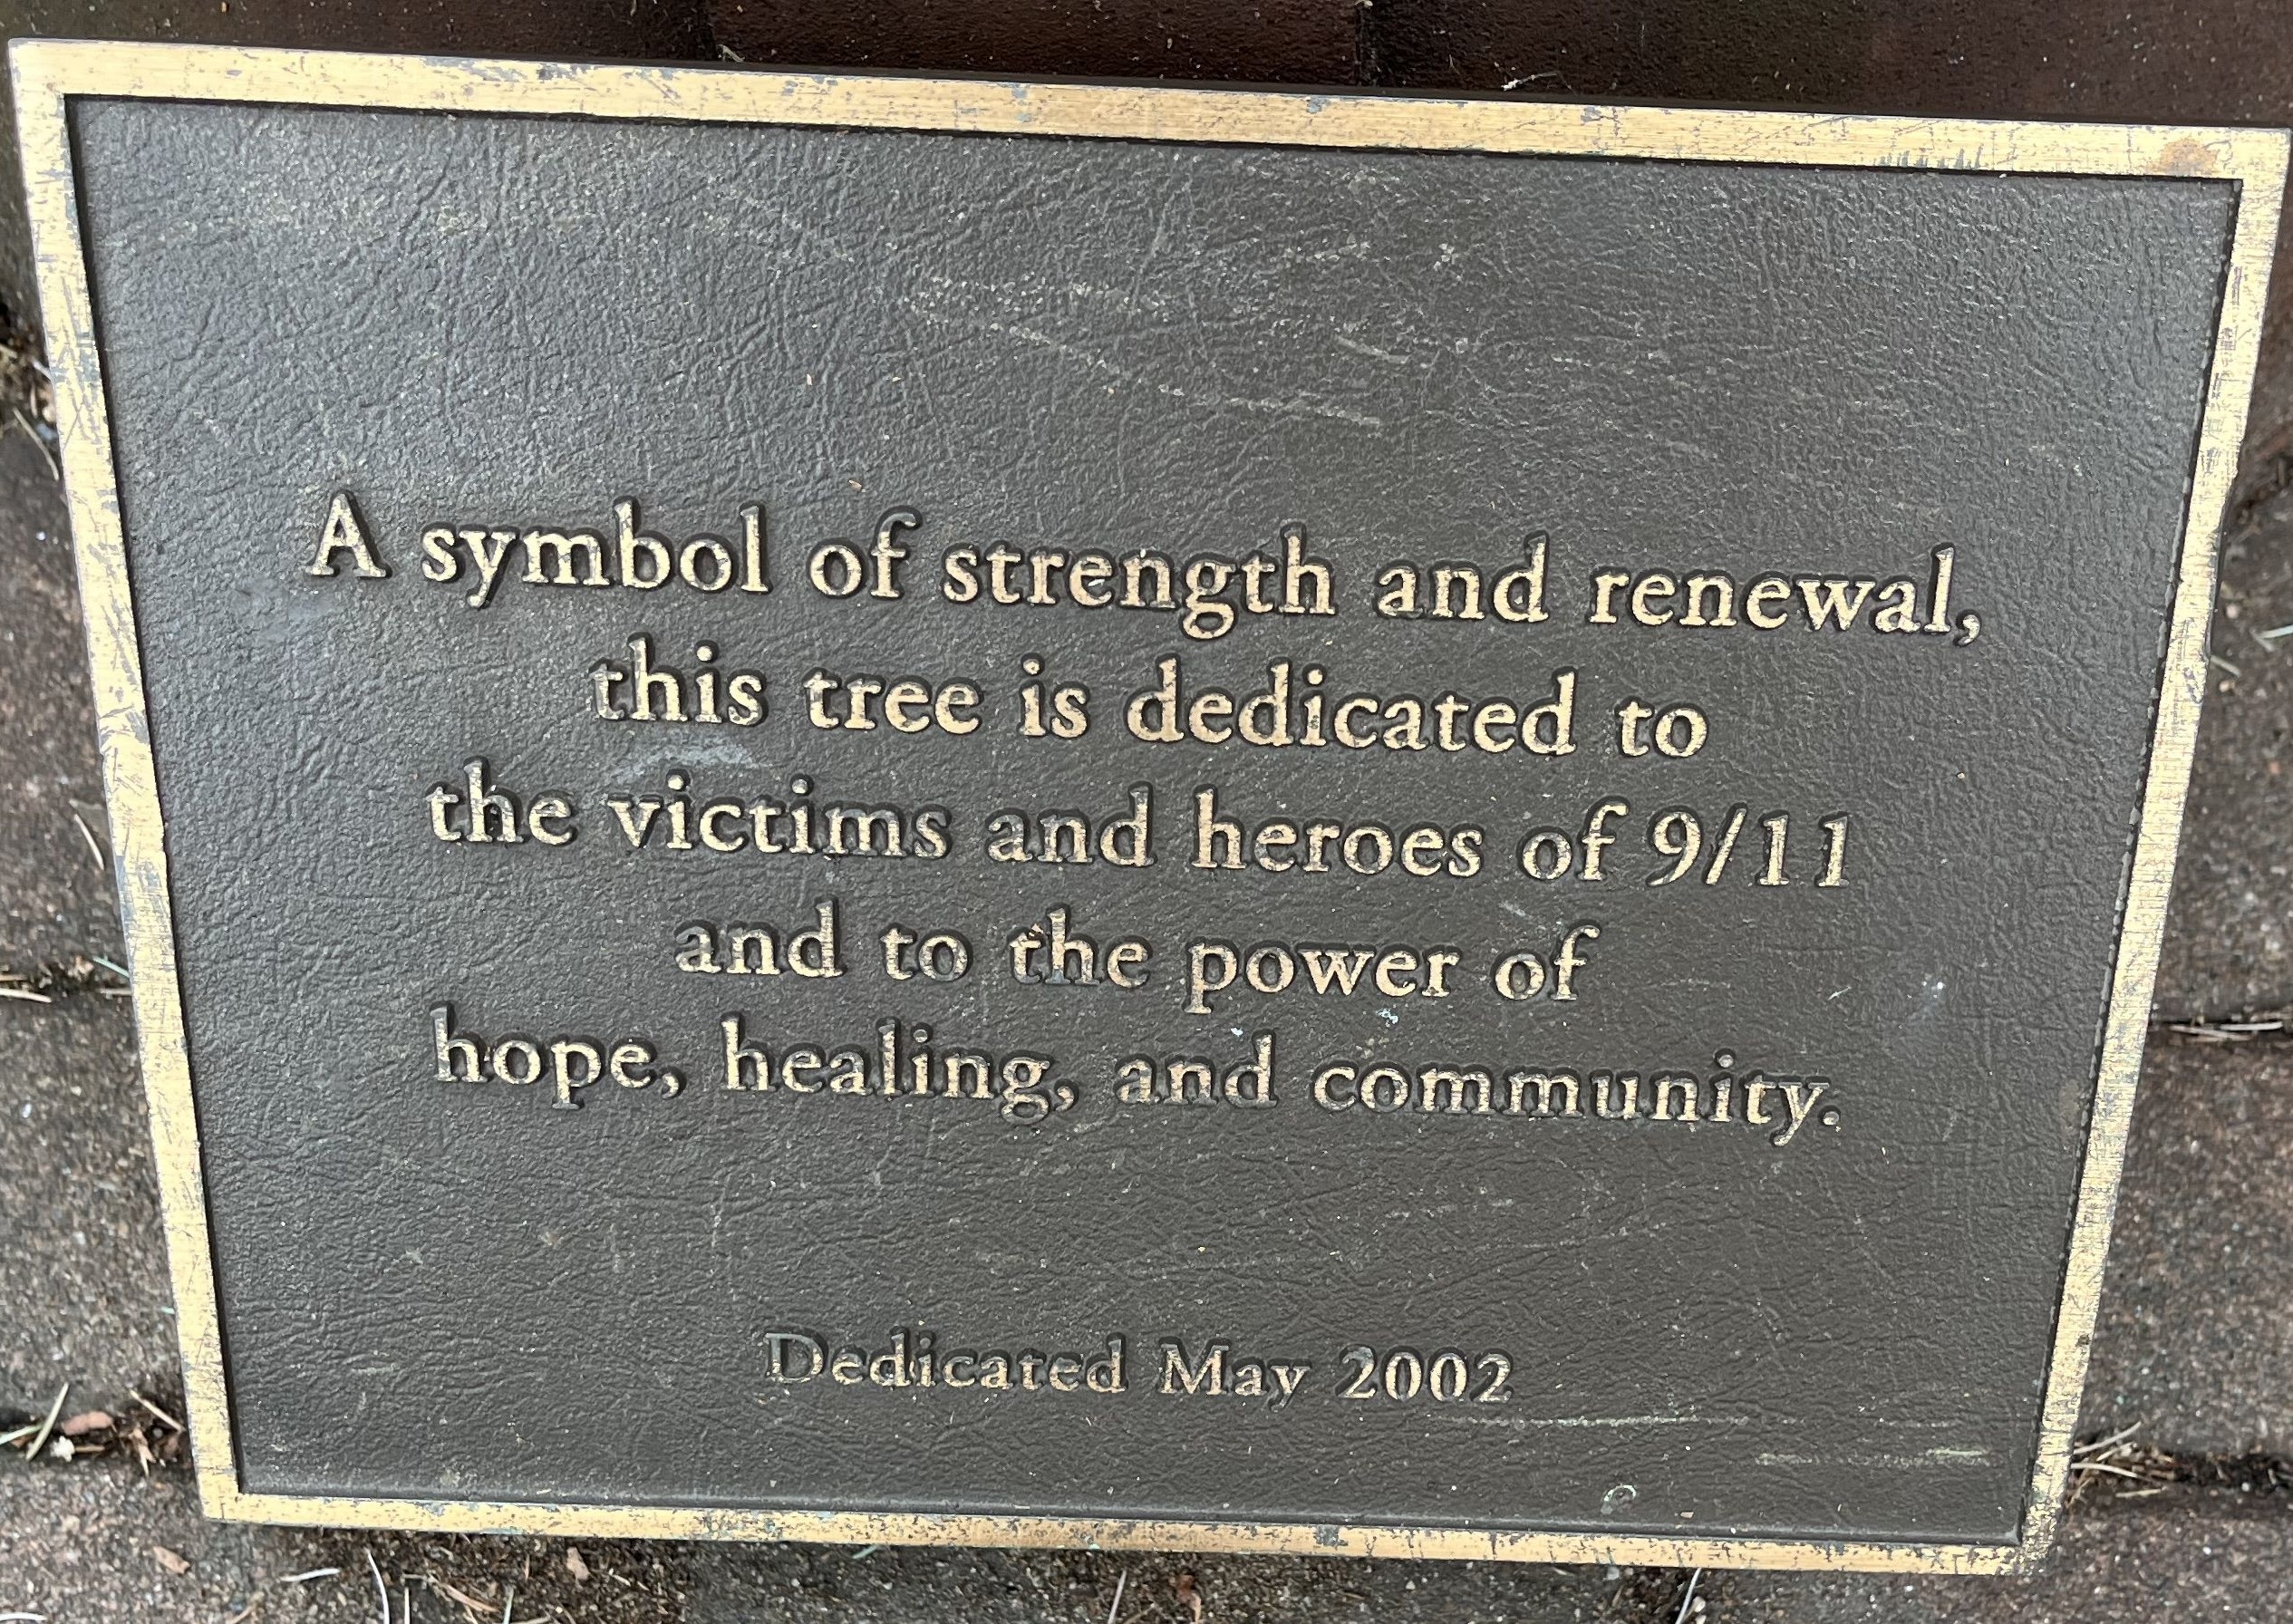 A symbol of strength and renewal,
this tree is dedicated to
the victims and heroes of 9/11
and to the power of
hope, healing, and community.
Dedicated May 2002